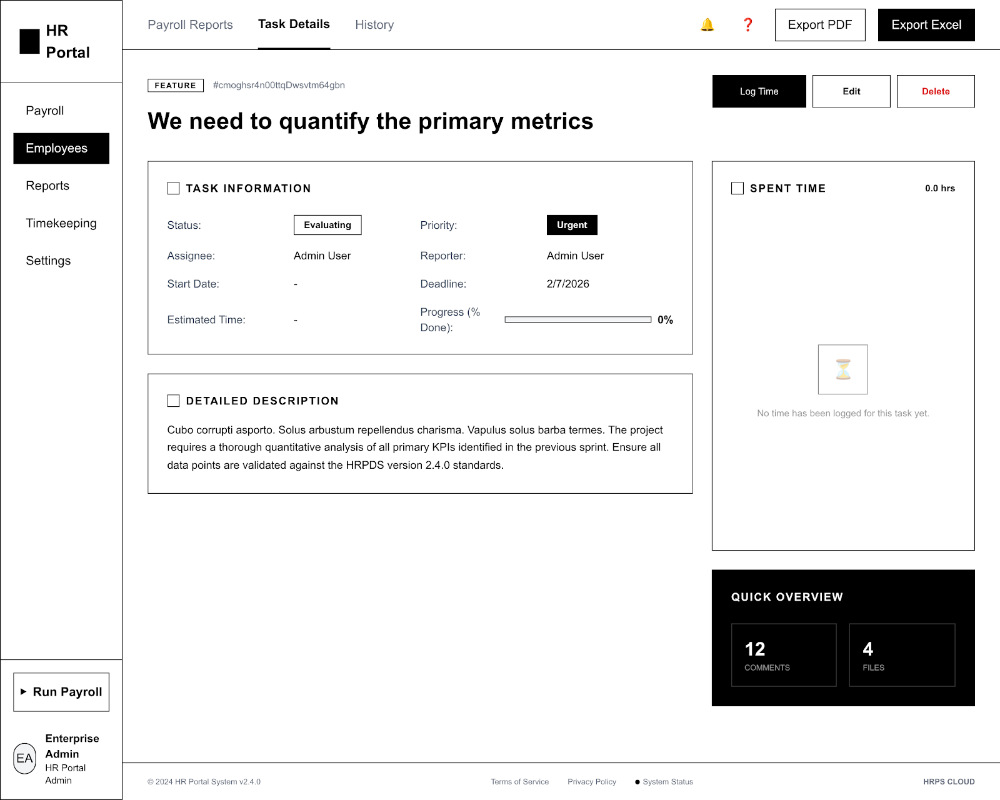 HR
Portal
Payroll
Employees
Reports
Timekeeping
Settings
Run Payroll
EA
Enterprise
Admin
HR Portal
Admin
Payroll Reports
Task Details
History
Export PDF
Export Excel
FEATURE #cmoghsr4n00ttqDwsvtm64gbn
We need to quantify the primary metrics
Log Time
Edit
Delete
TASK INFORMATION
Status: Evaluating
Priority: Urgent
Assignee: Admin User
Reporter: Admin User
Start Date: -
Deadline: 2/7/2026
Estimated Time: -
Progress (%
Done): 0%
DETAILED DESCRIPTION
Cubo corrupti asporto. Solus arbustum repellendus charisma. Vapulus solus barba termes. The project
requires a thorough quantitative analysis of all primary KPIs identified in the previous sprint. Ensure all
data points are validated against the HRPDS version 2.4.0 standards.
SPENT TIME 0.0 hrs
No time has been logged for this task yet.
QUICK OVERVIEW
12
COMMENTS
4
FILES
© 2024 HR Portal System v2.4.0
Terms of Service
Privacy Policy
System Status
HRPS CLOUD